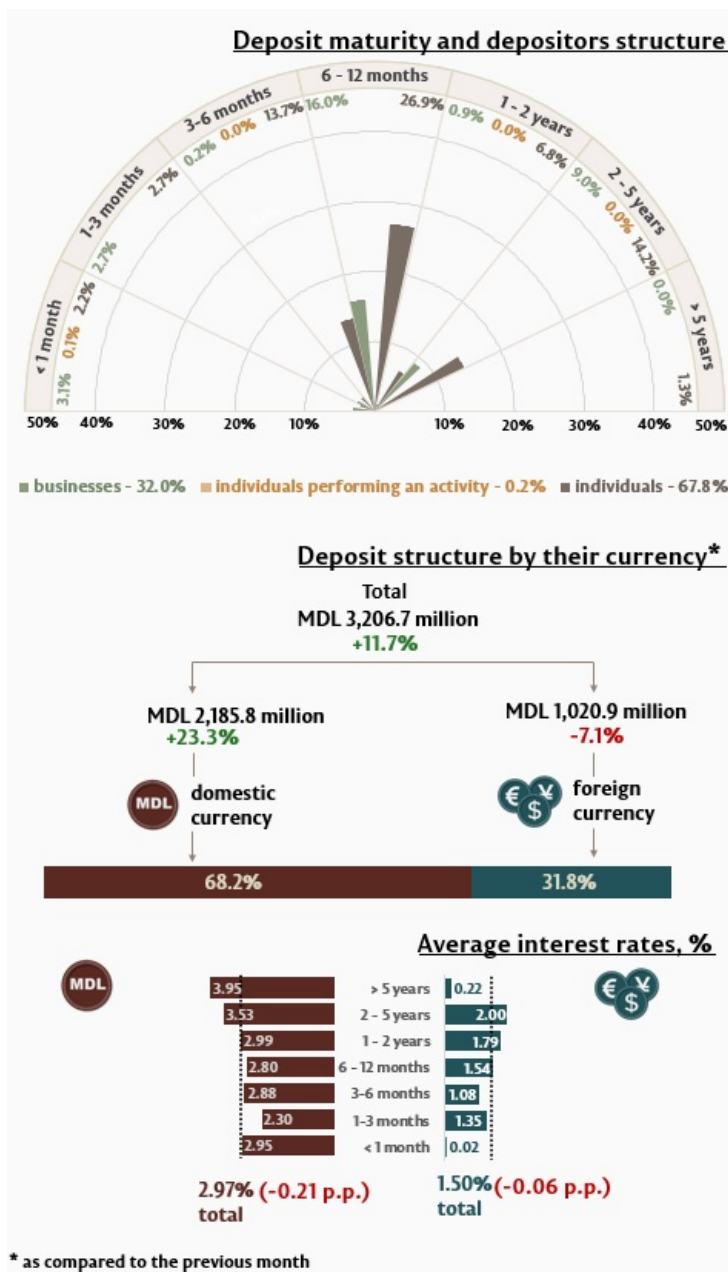 Deposit maturity and depositors structure
< 1 month
1-3 months
3-6 months
6 - 12 months
1 - 2 years
2 - 5 years
> 5 years
3.1%
0.1%
2.2%
2.7%
2.7%
0.2%
0.0%
13.7%
16.0%
26.9%
0.9%
0.0%
6.8%
9.0%
0.0%
14.2%
0.0%
1.3%
50% 40% 30% 20% 10% 10% 20% 30% 40% 50%
businesses - 32.0% individuals performing an activity - 0.2% individuals - 67.8%
Deposit structure by their currency*
Total
MDL 3,206.7 million
+11.7%
MDL 2,185.8 million
+23.3%
MDL 1,020.9 million
-7.1%
MDL
domestic
currency
€ ¥
$
foreign
currency
68.2% 31.8%
Average interest rates, %
MDL
€ ¥
$
3.95 > 5 years 0.22
3.53 2 - 5 years 2.00
2.99 1 - 2 years 1.79
2.80 6 - 12 months 1.54
2.88 3-6 months 1.08
2.30 1-3 months 1.35
2.95 < 1 month 0.02
2.97% (-0.21 p.p.)
total
1.50% (-0.06 p.p.)
total
* as compared to the previous month